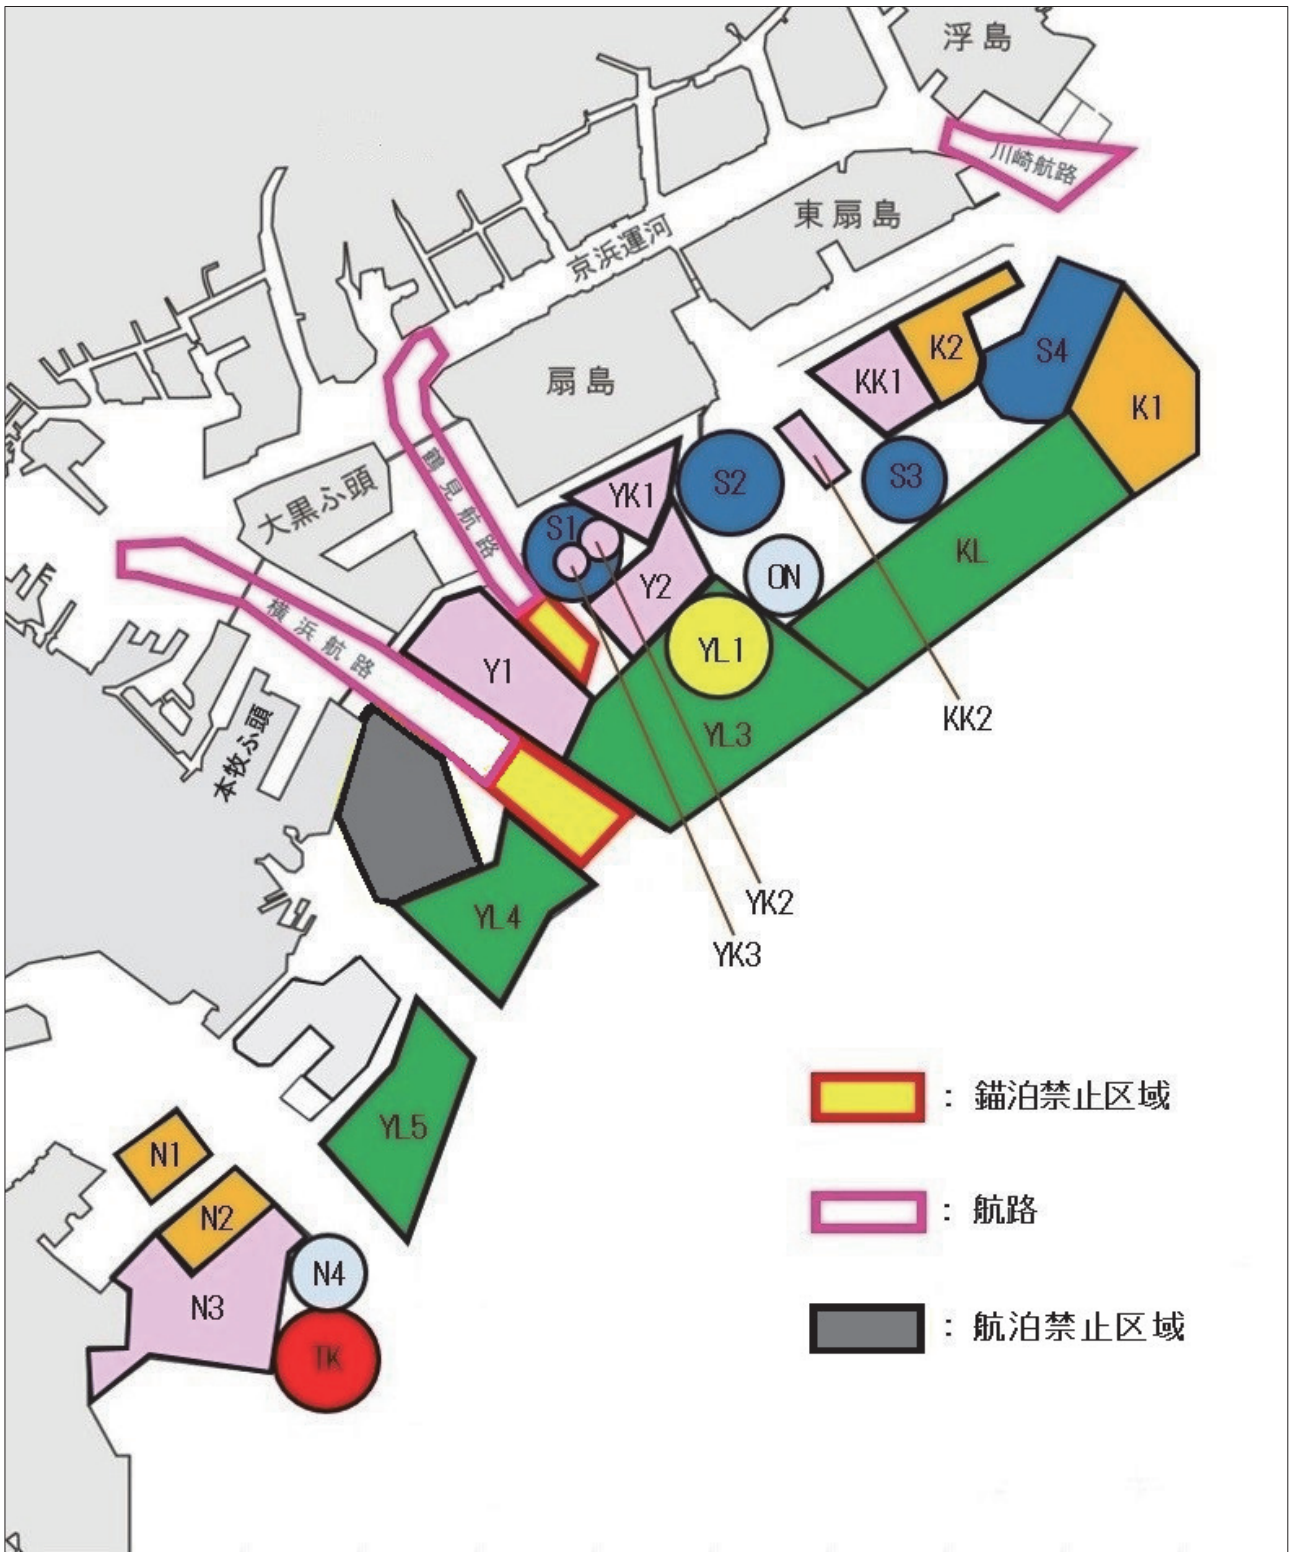 浮島
川崎航路
東扇島
京浜運河
扇島
K2
S4
KK1
K1
鶴見航路
大黒ふ頭
YK1
S2
S3
S1
KL
ON
Y2
横浜航路
YL1
Y1
KK2
YL3
本牧ふ頭
YK2
YL4
YK3
：錨泊禁止区域
YL5
N1
：航路
N2
N4
N3
：航泊禁止区域
TK